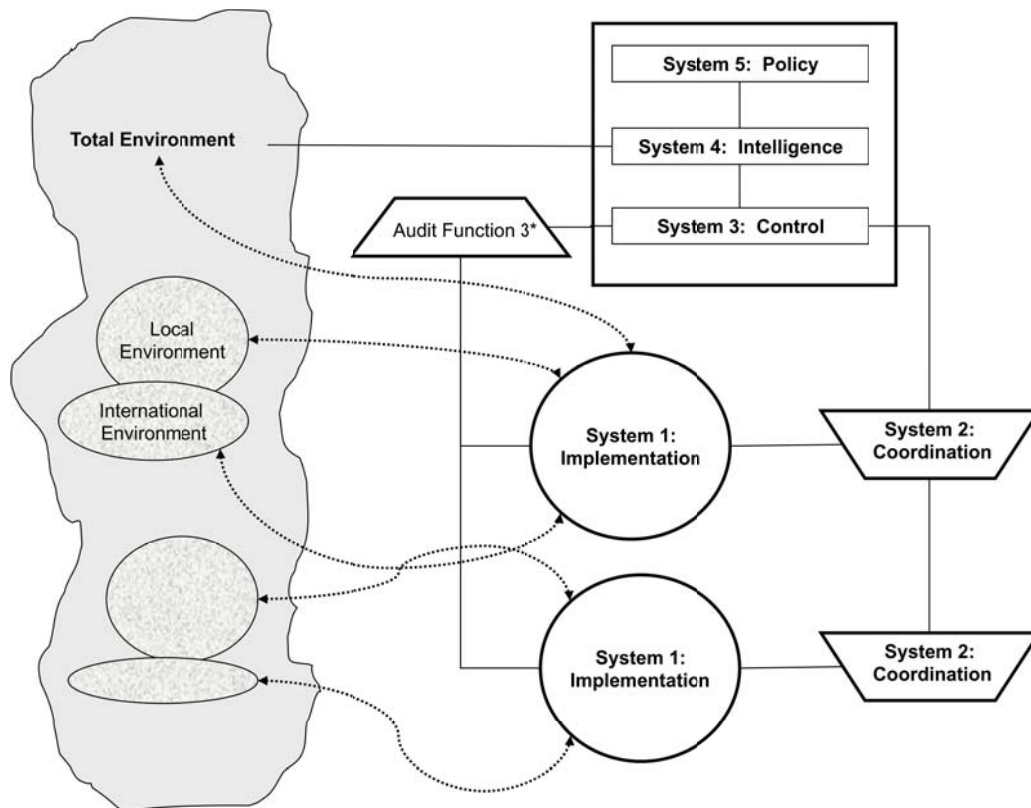 System 5: Policy
Total Environment
System 4: Intelligence
Audit Function 3*
System 3: Control
Local
Environment
International
Environment
System 1:
Implementation
System 2:
Coordination
System 1:
Implementation
System 2:
Coordination